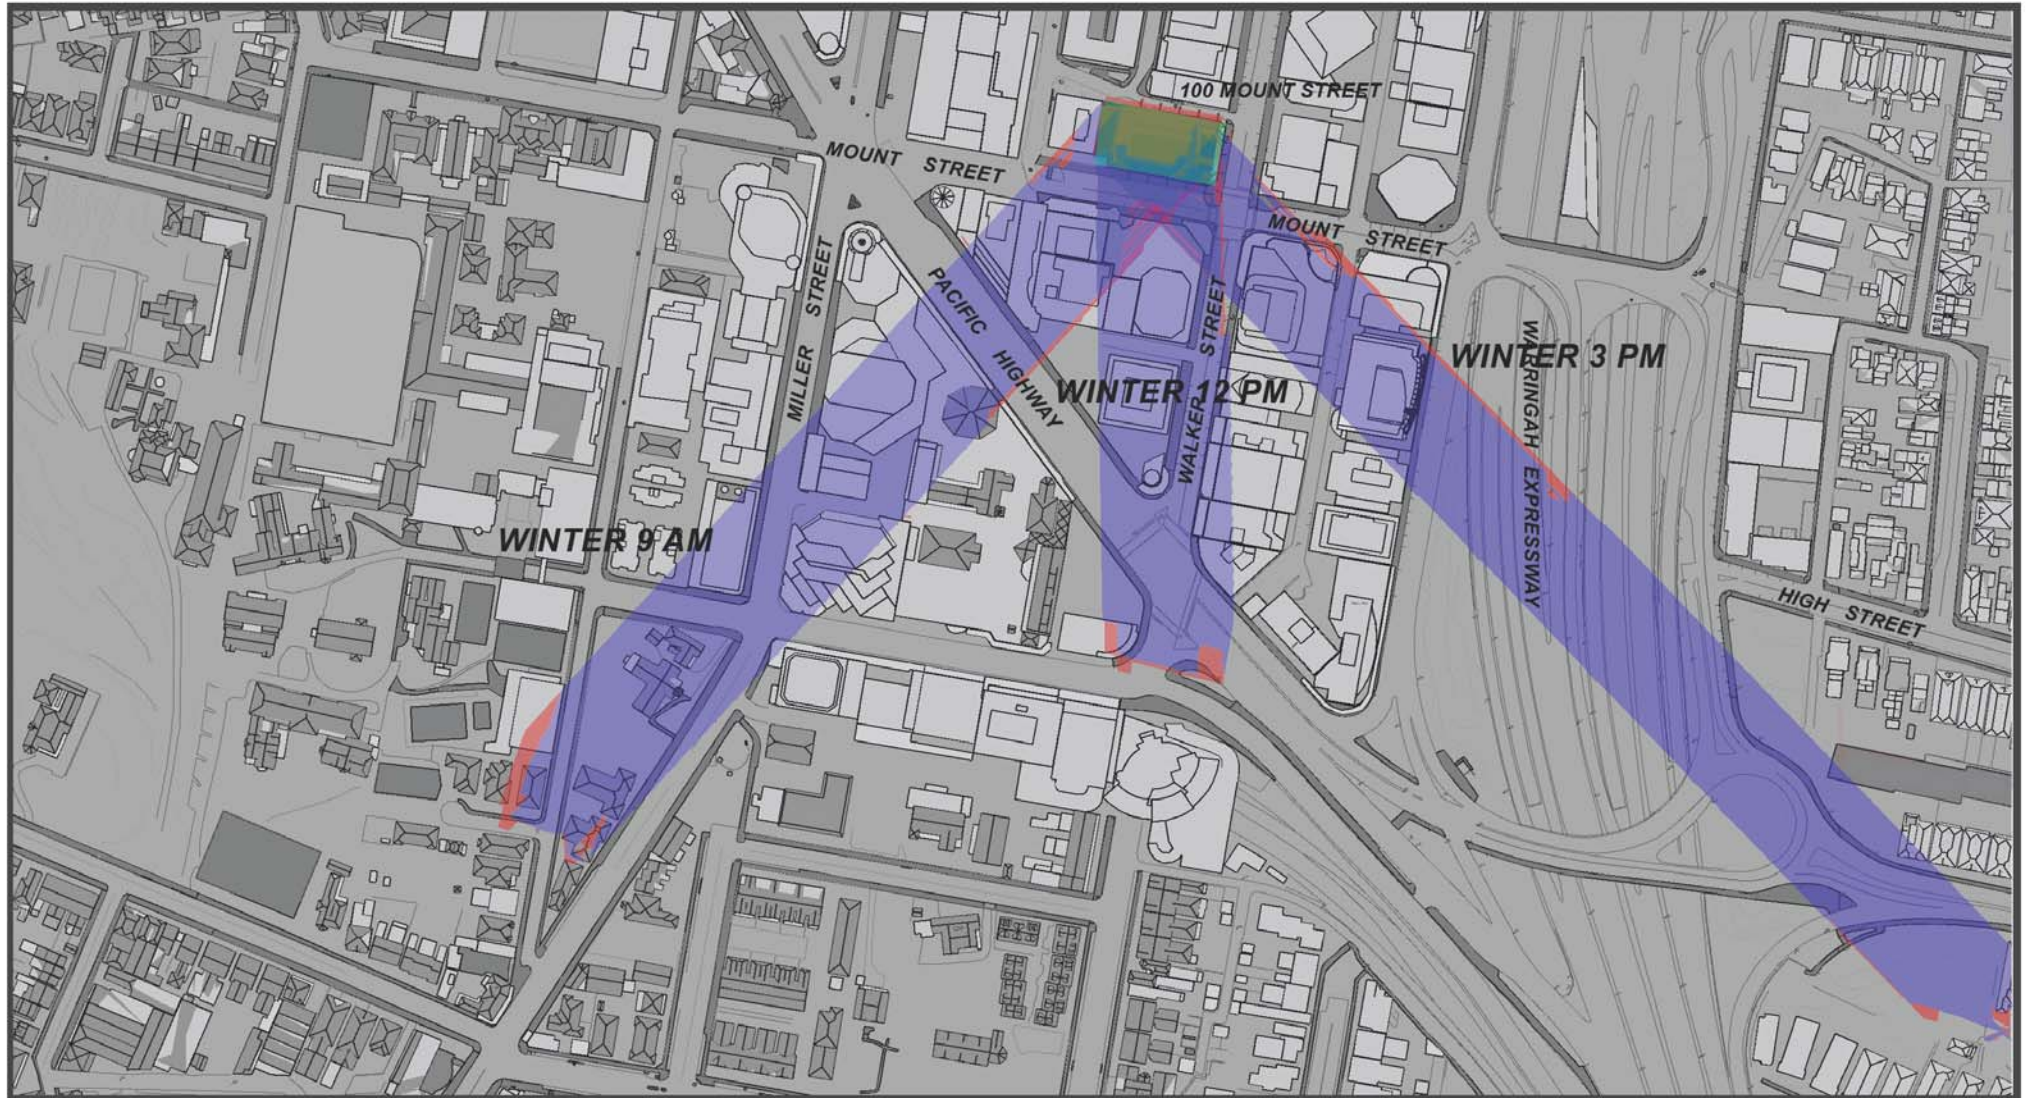 100 MOUNT STREET
MOUNT STREET
MOUNT STREET
MILLER STREET
PACIFIC HIGHWAY
WALKER STREET
WARRINGAH EXPRESSWAY
WINTER 3 PM
WINTER 12 PM
WINTER 9 AM
HIGH STREET